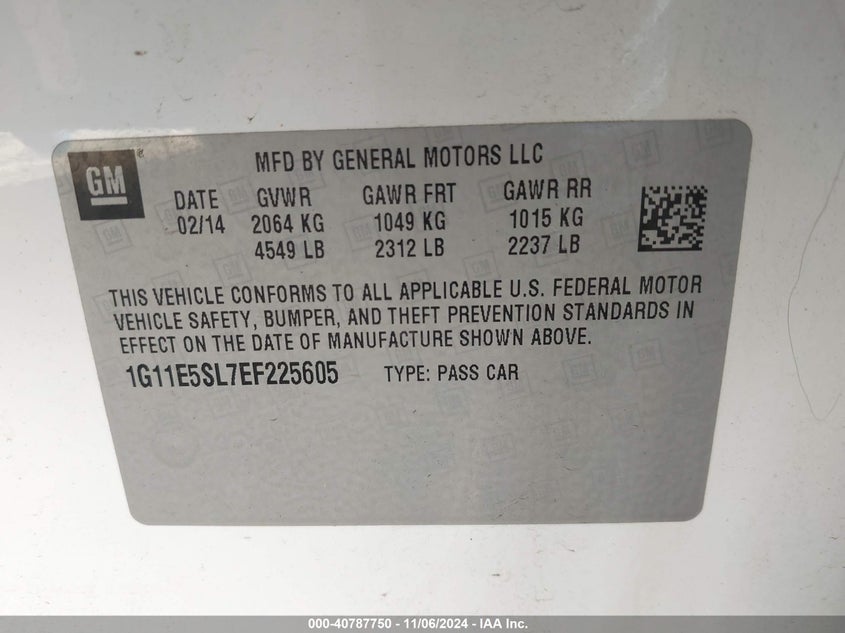 GM
MFD BY GENERAL MOTORS LLC
DATE GVWR GAWR FRT GAWR RR
02/14 2064 KG 1049 KG 1015 KG
4549 LB 2312 LB 2237 LB
THIS VEHICLE CONFORMS TO ALL APPLICABLE U.S. FEDERAL MOTOR
VEHICLE SAFETY, BUMPER, AND THEFT PREVENTION STANDARDS IN
EFFECT ON THE DATE OF MANUFACTURE SHOWN ABOVE.
1G11E5SL7EF225605 TYPE: PASS CAR
000-40787750 - 11/06/2024 - IAA Inc.